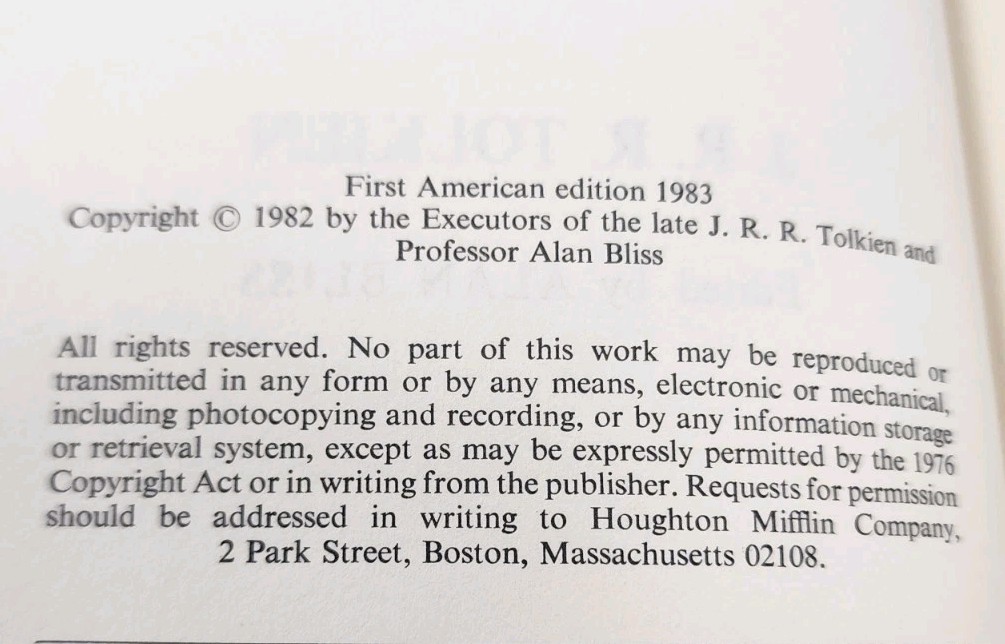 First American edition 1983
Copyright © 1982 by the Executors of the late J. R. R. Tolkien and
Professor Alan Bliss
All rights reserved. No part of this work may be reproduced or
transmitted in any form or by any means, electronic or mechanical,
including photocopying and recording, or by any information storage
or retrieval system, except as may be expressly permitted by the 1976
Copyright Act or in writing from the publisher. Requests for permission
should be addressed in writing to Houghton Mifflin Company,
2 Park Street, Boston, Massachusetts 02108.